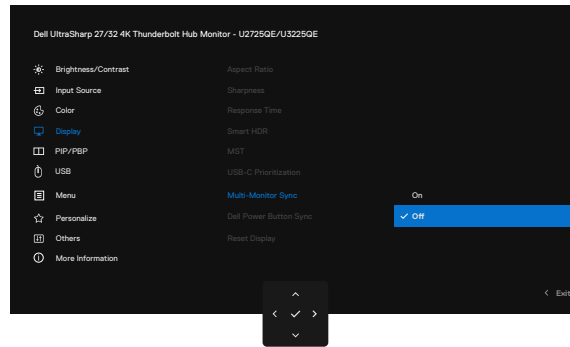 Dell UltraSharp 27/32 4K Thunderbolt Hub Monitor - U2725QE/U3225QE
Brightness/Contrast
Input Source
Color
Display
PIP/PBP
USB
Menu
Personalize
Others
More Information
Aspect Ratio
Sharpness
Response Time
Smart HDR
MST
USB-C Prioritization
Multi-Monitor Sync
Dell Power Button Sync
Reset Display
On
Off
Exit